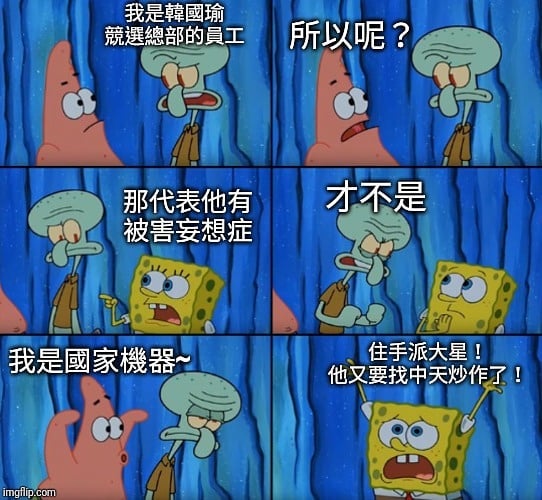 我是韓國瑜
競選總部的員工
所以呢？
那代表他有
被害妄想症
才不是
我是國家機器~
住手派大星！
他又要找中天炒作了！
imgflip.com